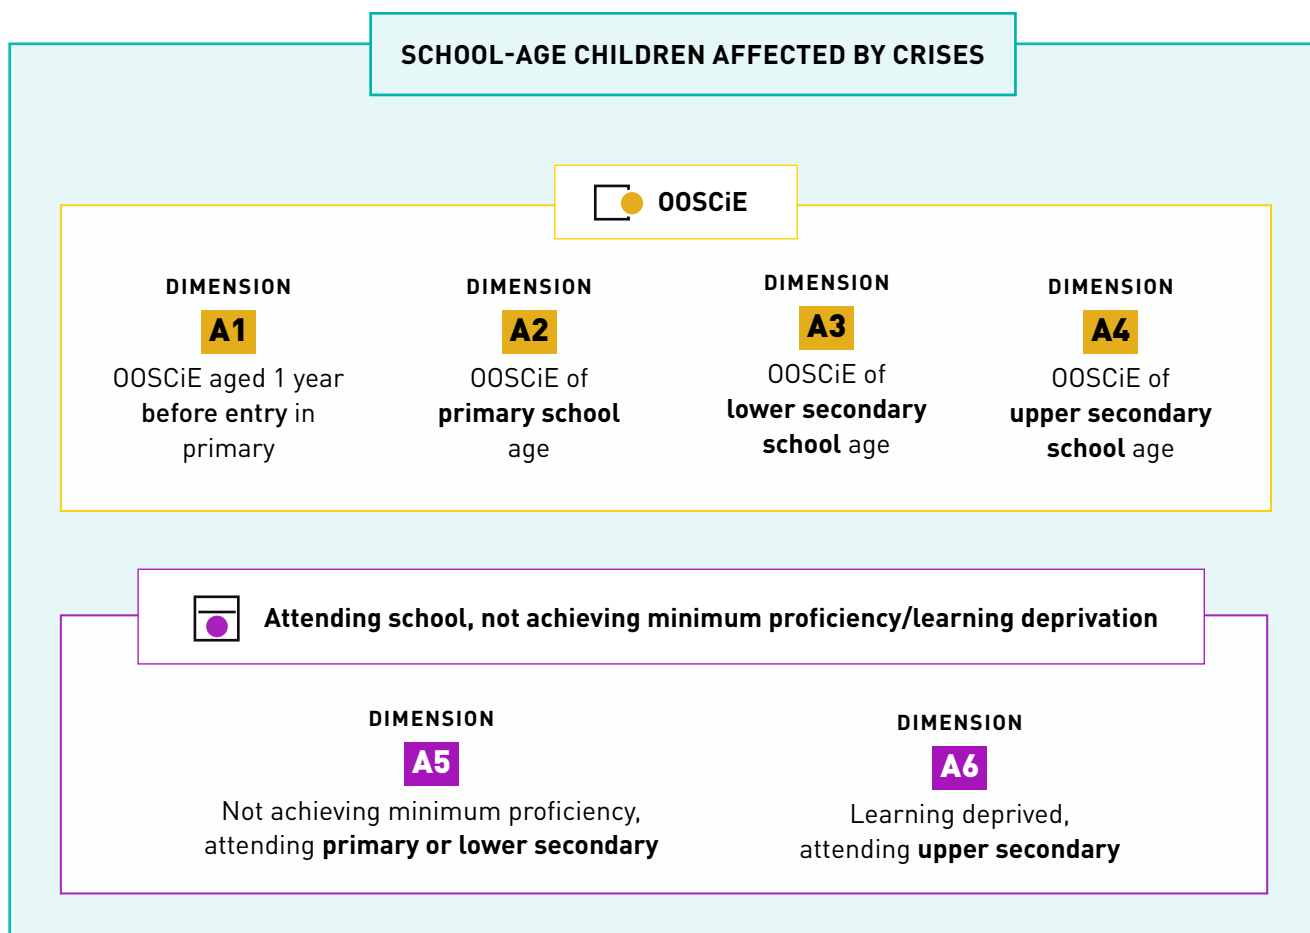 SCHOOL-AGE CHILDREN AFFECTED BY CRISES
OOSCiE
DIMENSION
A1
OOSCiE aged 1 year
before entry in
primary
DIMENSION
A2
OOSCiE of
primary school
age
DIMENSION
A3
OOSCiE of
lower secondary
school age
DIMENSION
A4
OOSCiE of
upper secondary
school age
Attending school, not achieving minimum proficiency/learning deprivation
DIMENSION
A5
Not achieving minimum proficiency,
attending primary or lower secondary
DIMENSION
A6
Learning deprived,
attending upper secondary